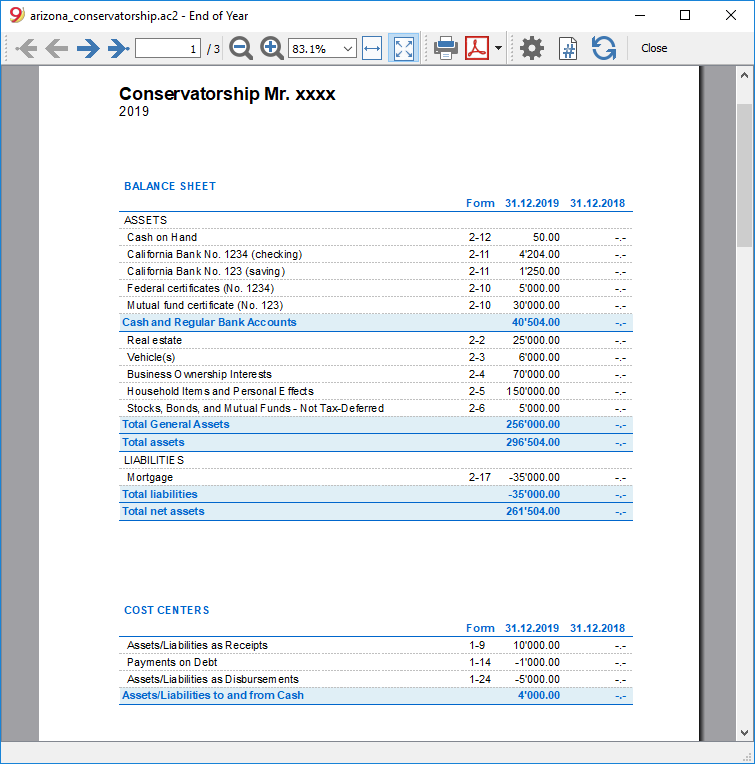 arizona_conservatorship.ac2 - End of Year
1 / 3 83.1% Close
Conservatorship Mr. xxxx
2019
BALANCE SHEET
Form 31.12.2019 31.12.2018
ASSETS
Cash on Hand 2-12 50.00 -.-
California Bank No. 1234 (checking) 2-11 4'204.00 -.-
California Bank No. 123 (saving) 2-11 1'250.00 -.-
Federal certificates (No. 1234) 2-10 5'000.00 -.-
Mutual fund certificate (No. 123) 2-10 30'000.00 -.-
Cash and Regular Bank Accounts 40'504.00 -.-
Real estate 2-2 25'000.00 -.-
Vehicle(s) 2-3 6'000.00 -.-
Business Ownership Interests 2-4 70'000.00 -.-
Household Items and Personal Effects 2-5 150'000.00 -.-
Stocks, Bonds, and Mutual Funds - Not Tax-Deferred 2-6 5'000.00 -.-
Total General Assets 256'000.00 -.-
Total assets 296'504.00 -.-
LIABILITIES
Mortgage 2-17 -35'000.00 -.-
Total liabilities -35'000.00 -.-
Total net assets 261'504.00 -.-
COST CENTERS
Form 31.12.2019 31.12.2018
Assets/Liabilities as Receipts 1-9 10'000.00 -.-
Payments on Debt 1-14 -1'000.00 -.-
Assets/Liabilities as Disbursements 1-24 -5'000.00 -.-
Assets/Liabilities to and from Cash 4'000.00 -.-